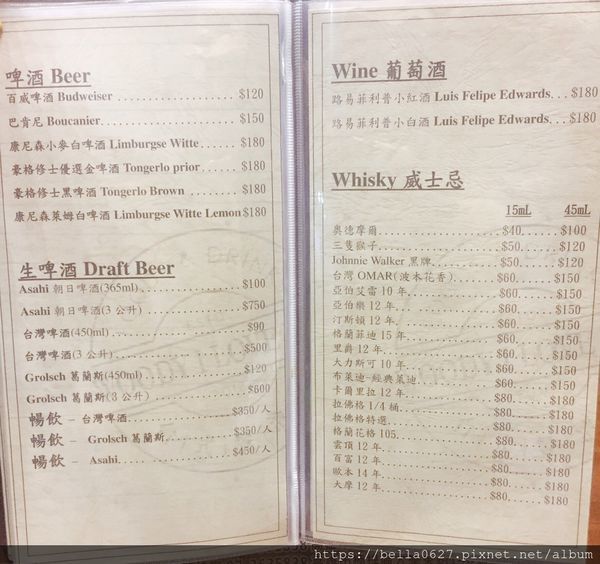 啤酒 Beer
百威啤酒 Budweiser $120
巴肯尼 Boucanier $150
康尼森小麥白啤酒 Limburgse Witte $180
豪格修士優選金啤酒 Tongerlo prior $180
豪格修士黑啤酒 Tongerlo Brown $180
康尼森萊姆白啤酒 Limburgse Witte Lemon $180
生啤酒 Draft Beer
Asahi 朝日啤酒(365ml) $100
Asahi 朝日啤酒(3 公升) $750
台灣啤酒(450ml) $90
台灣啤酒(3 公升) $500
Grolsch 葛蘭斯(450ml) $120
Grolsch 葛蘭斯(3 公升) $600
暢飲 – 台灣啤酒 $350/人
暢飲 – Grolsch 葛蘭斯 $350/人
暢飲 – Asahi $450/人
Wine 葡萄酒
路易菲利普小紅酒 Luis Felipe Edwards $180
路易菲利普小白酒 Luis Felipe Edwards $180
Whisky 威士忌
15mL 45mL
奧德摩爾 $40 $100
三隻猴子 $50 $120
Johnnie Walker 黑牌 $50 $120
台灣 OMAR(波本花香) $60 $150
亞伯艾雷 10 年 $60 $150
亞伯樂 12 年 $60 $150
汀斯頓 12 年 $60 $150
格蘭菲迪 15 年 $60 $150
里爵 12 年 $60 $150
大力斯可 10 年 $60 $150
布萊迪-經典萊迪 $60 $150
卡爾里拉 12 年 $80 $180
拉佛格 1/4 桶 $80 $180
拉佛格特選 $80 $180
格蘭花格 105 $80 $180
雲頂 12 年 $80 $180
百富 12 年 $80 $180
歐本 14 年 $80 $180
大摩 12 年 $80 $180
https://bella0627.pixnet.net/album